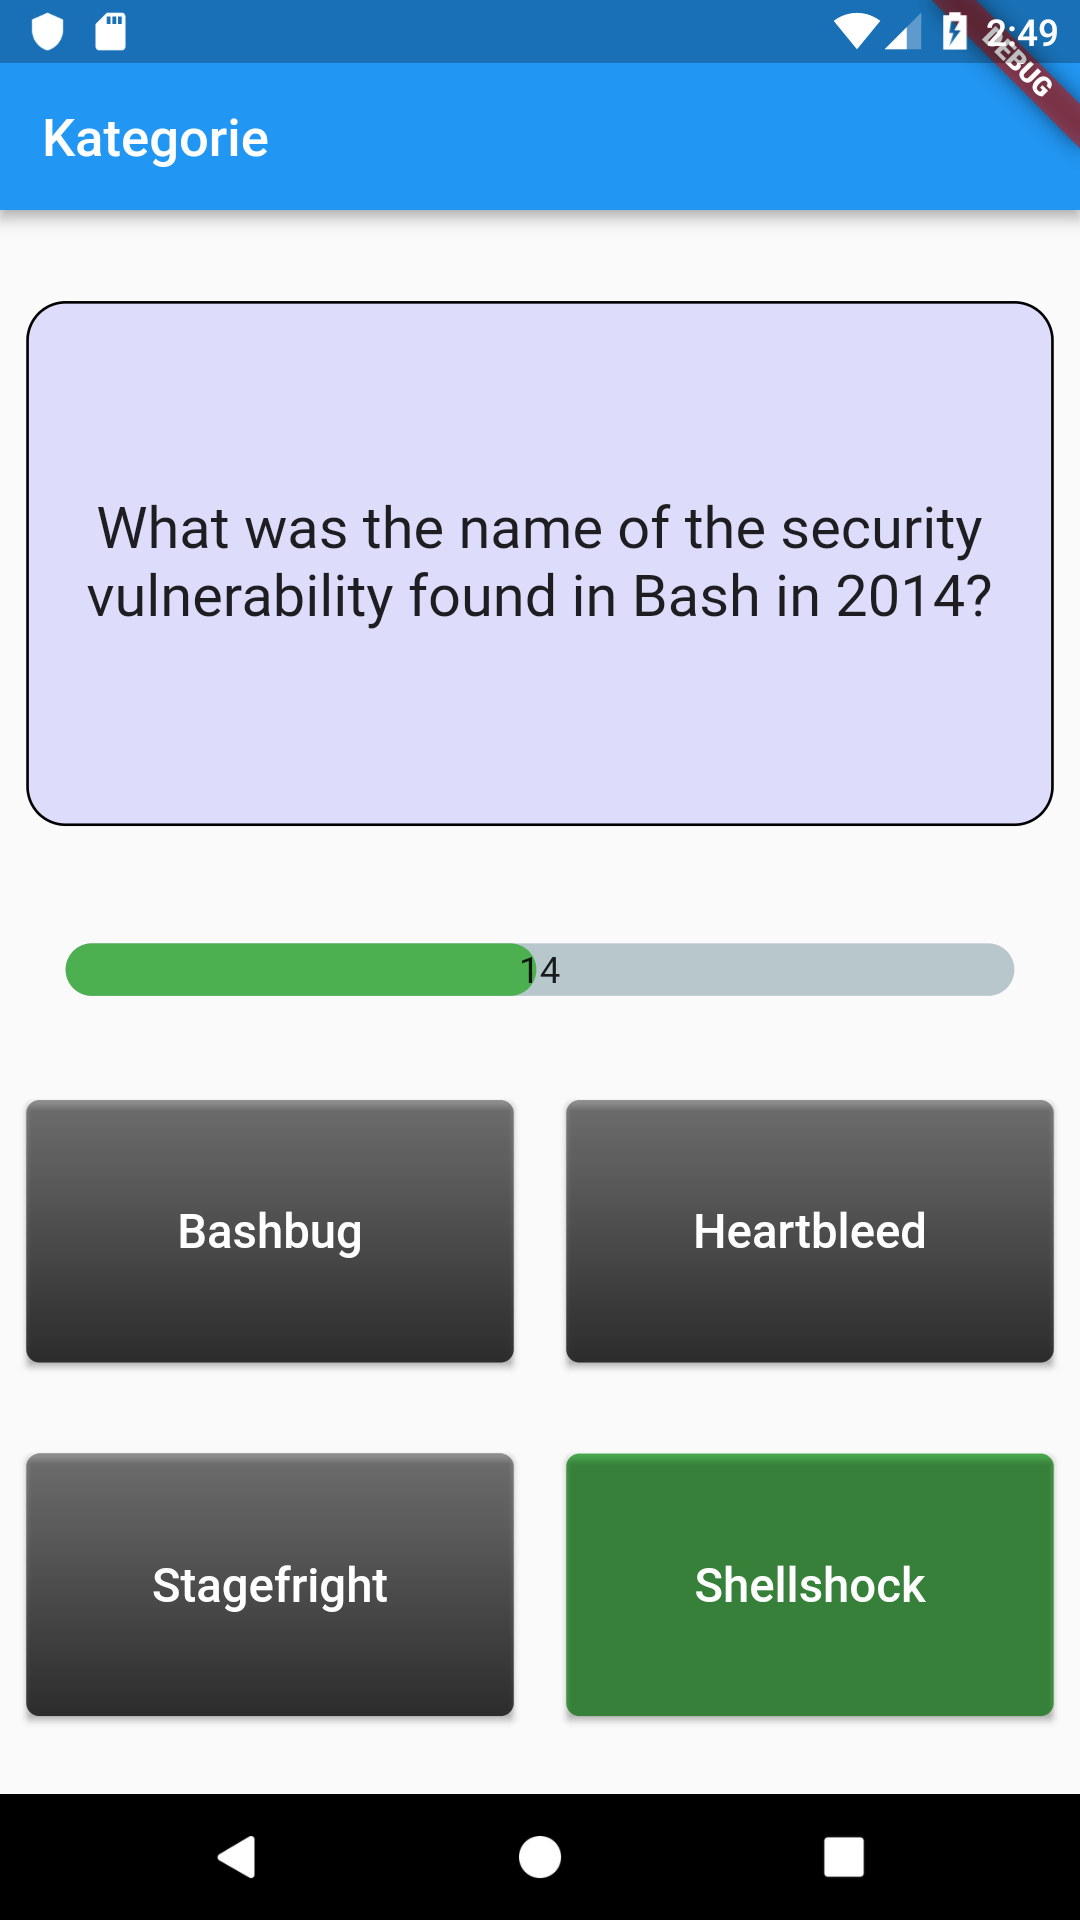 2:49
DEBUG
Kategorie
What was the name of the security
vulnerability found in Bash in 2014?
14
Bashbug
Heartbleed
Stagefright
Shellshock